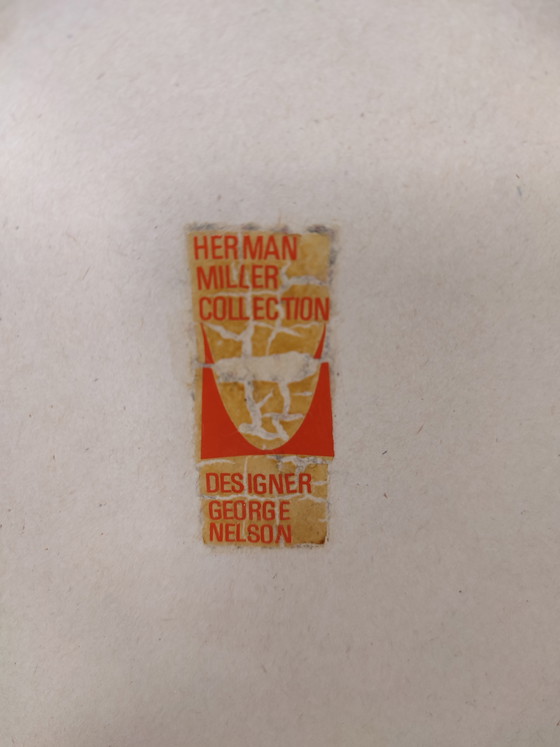 HERMAN
MILLER
COLLECTION
DESIGNER
GEORGE
NELSON